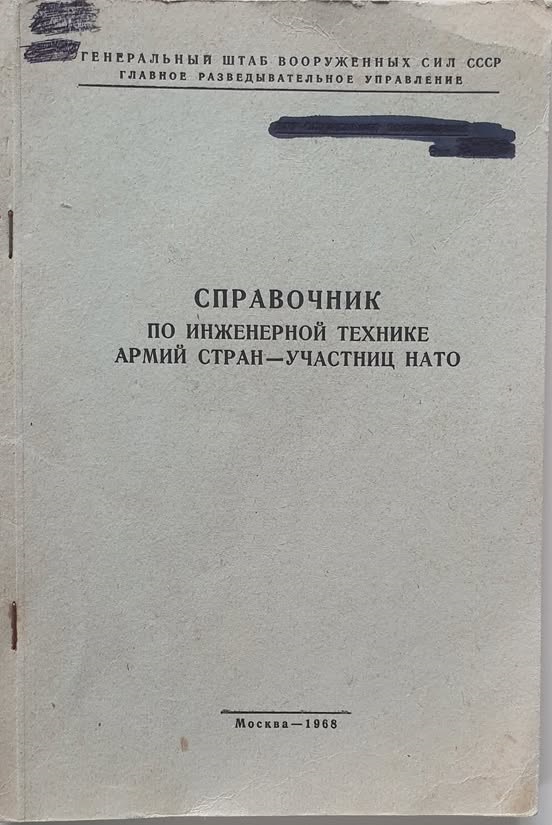 ГЕНЕРАЛЬНЫЙ ШТАБ ВООРУЖЕННЫХ СИЛ СССР
ГЛАВНОЕ РАЗВЕДЫВАТЕЛЬНОЕ УПРАВЛЕНИЕ
СПРАВОЧНИК
ПО ИНЖЕНЕРНОЙ ТЕХНИКЕ
АРМИЙ СТРАН—УЧАСТНИЦ НАТО
Москва—1968